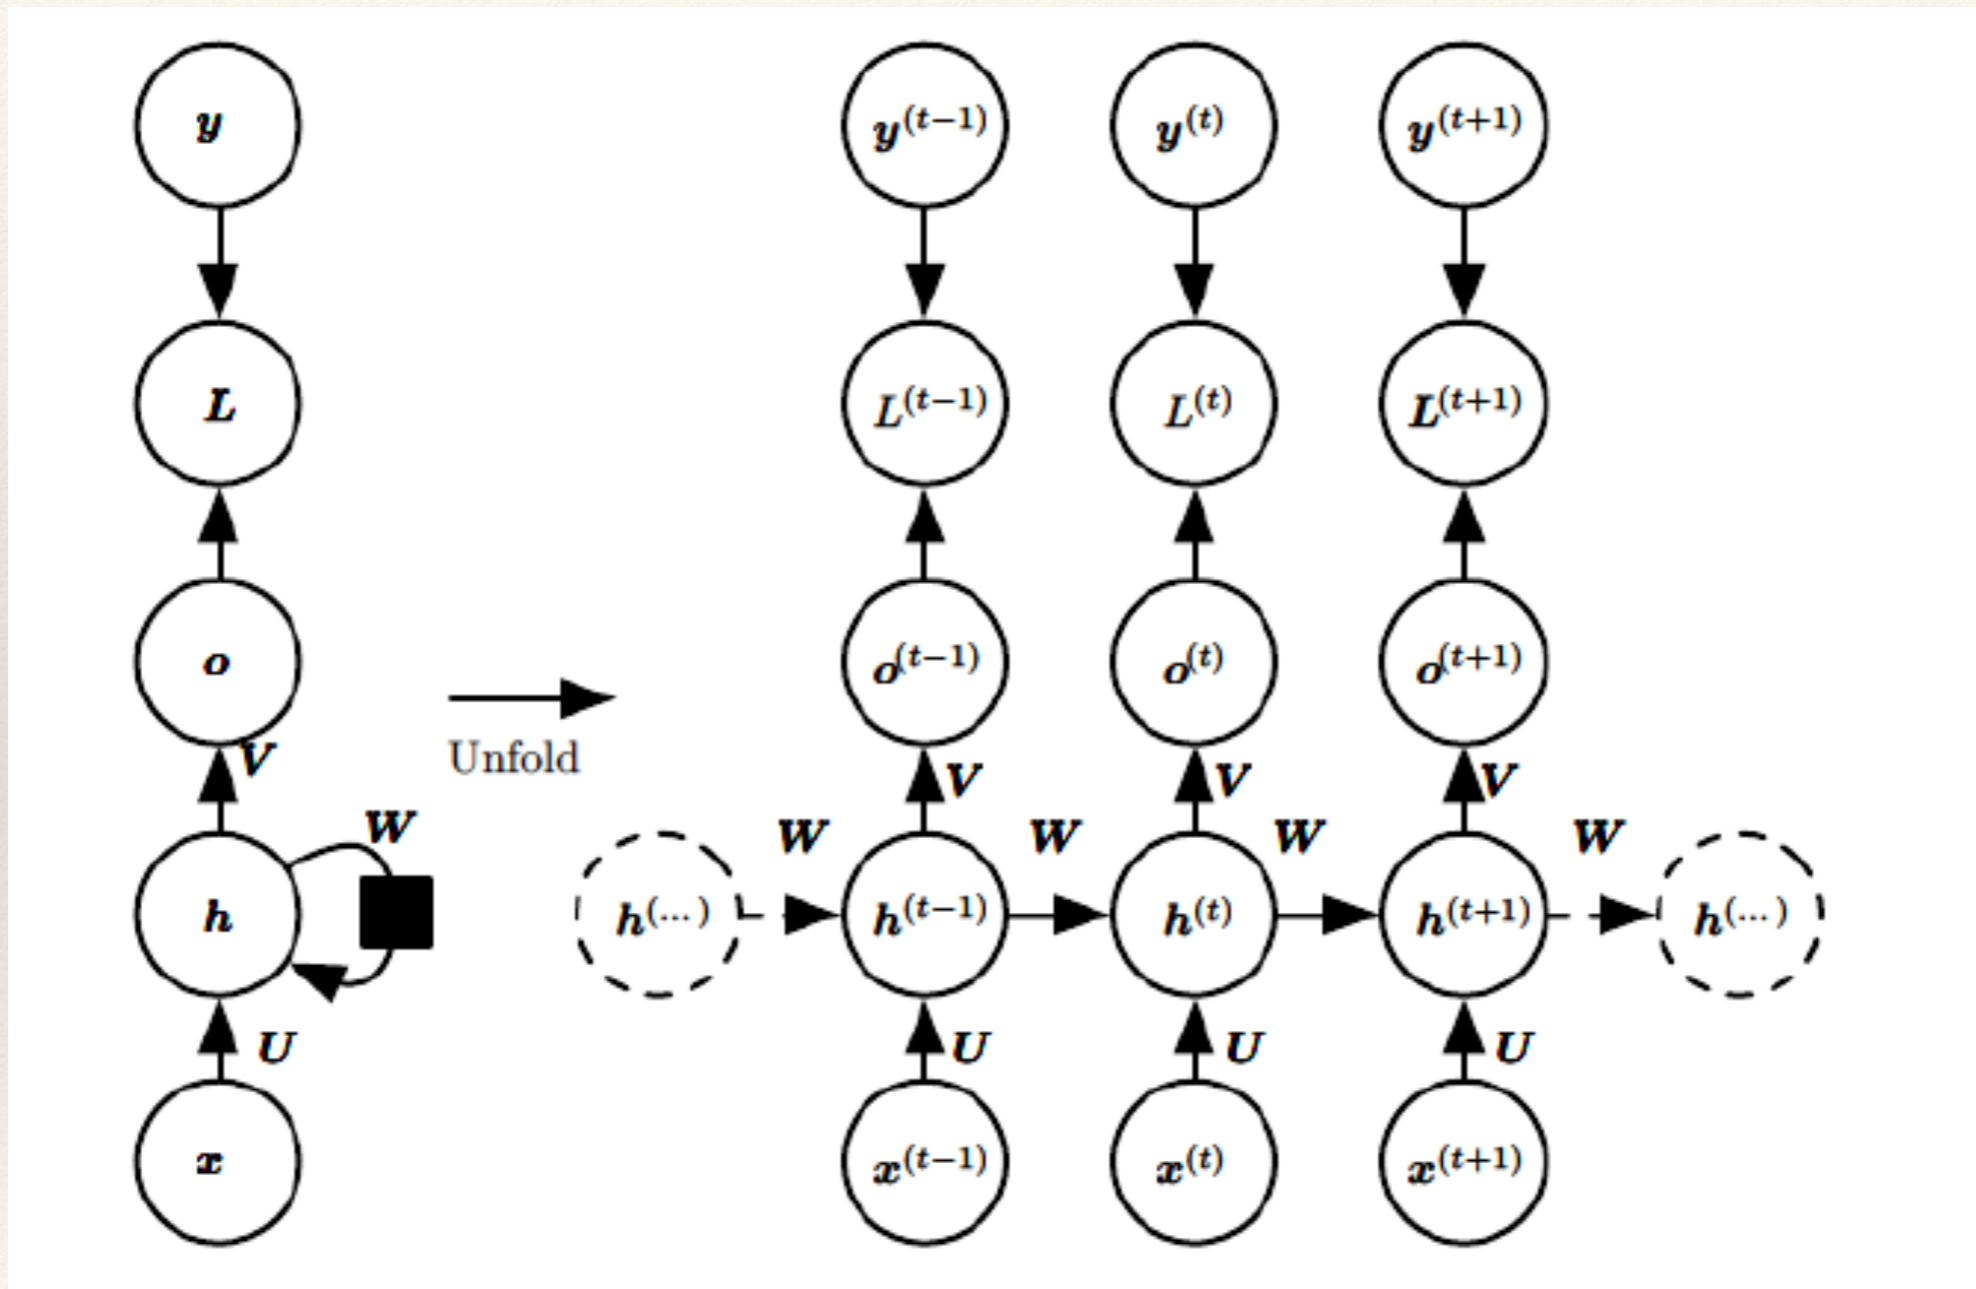 y y^(t−1) y^(t) y^(t+1)
L L^(t−1) L^(t) L^(t+1)
o o^(t−1) o^(t) o^(t+1)
V Unfold V V V
W W W W W
h h^(...) h^(t−1) h^(t) h^(t+1) h^(...)
U U U U
x x^(t−1) x^(t) x^(t+1)